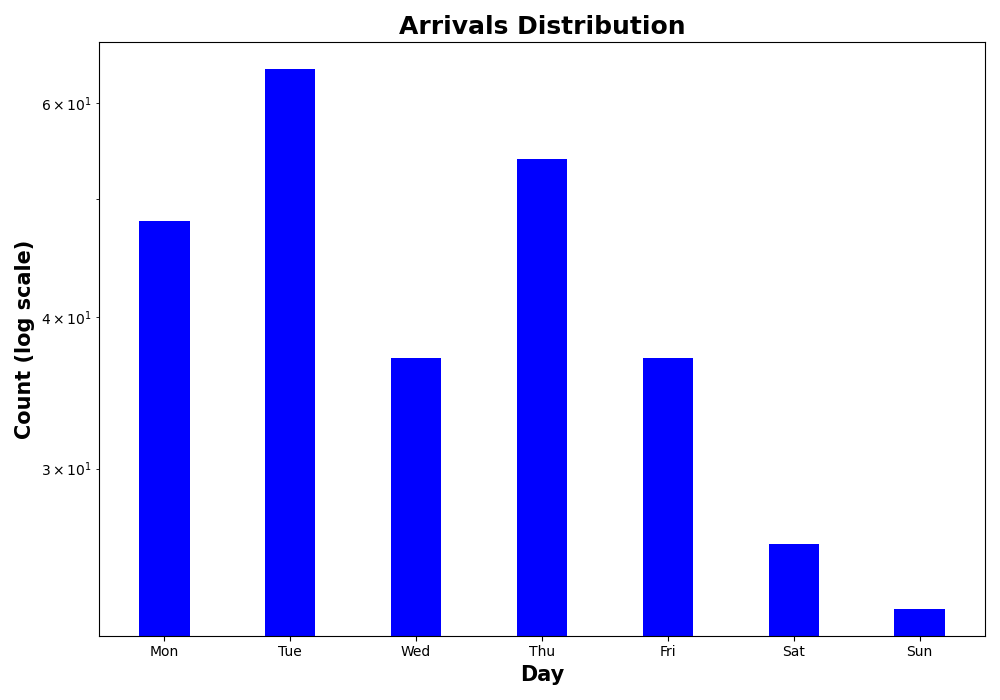 Arrivals Distribution
6 × 10¹
4 × 10¹
3 × 10¹
Count (log scale)
Mon Tue Wed Thu Fri Sat Sun
Day